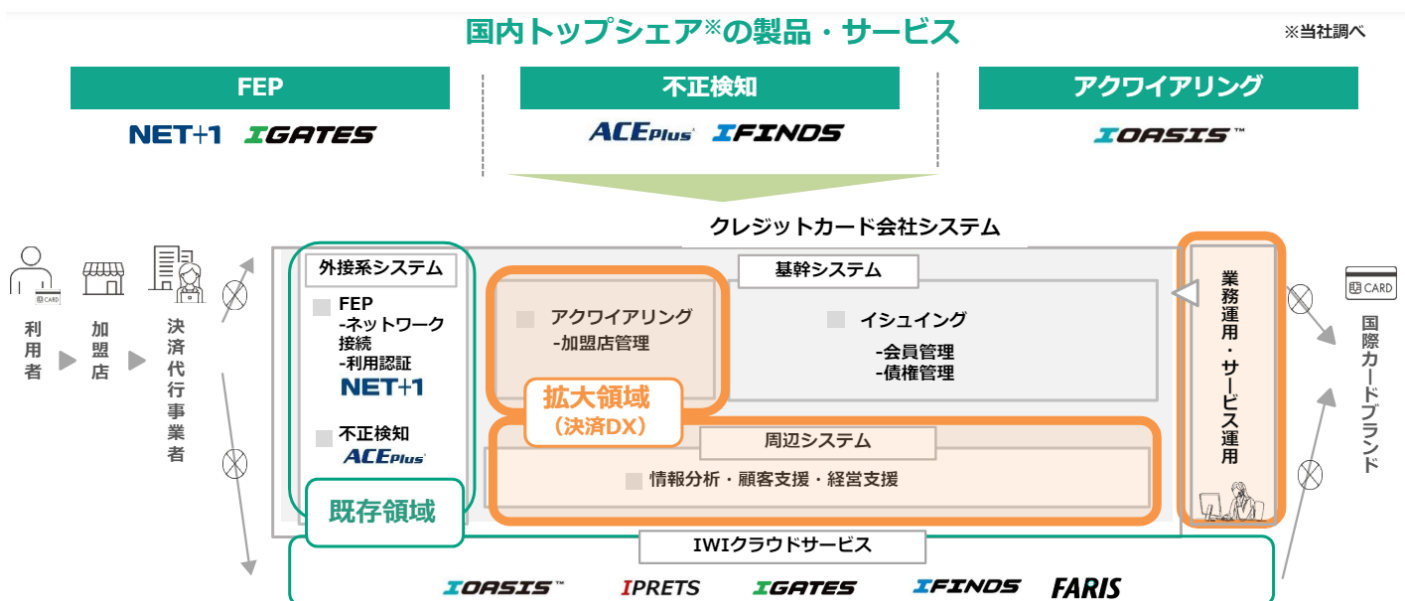 国内トップシェア※の製品・サービス
※当社調べ
FEP
不正検知
アクワイアリング
NET+1 IGATES
ACEPlus IFINDS
IOASIS™
クレジットカード会社システム
利用者
加盟店
決済代行事業者
外接系システム
FEP
-ネットワーク
接続
-利用認証
NET+1
不正検知
ACEPlus
既存領域
基幹システム
アクワイアリング
-加盟店管理
イシュイング
-会員管理
-債権管理
拡大領域
（決済DX）
周辺システム
情報分析・顧客支援・経営支援
業務運用・サービス運用
CARD
CARD
国際カードブランド
IWIクラウドサービス
IOASIS™ IPRETS IGATES IFINDS FARIS